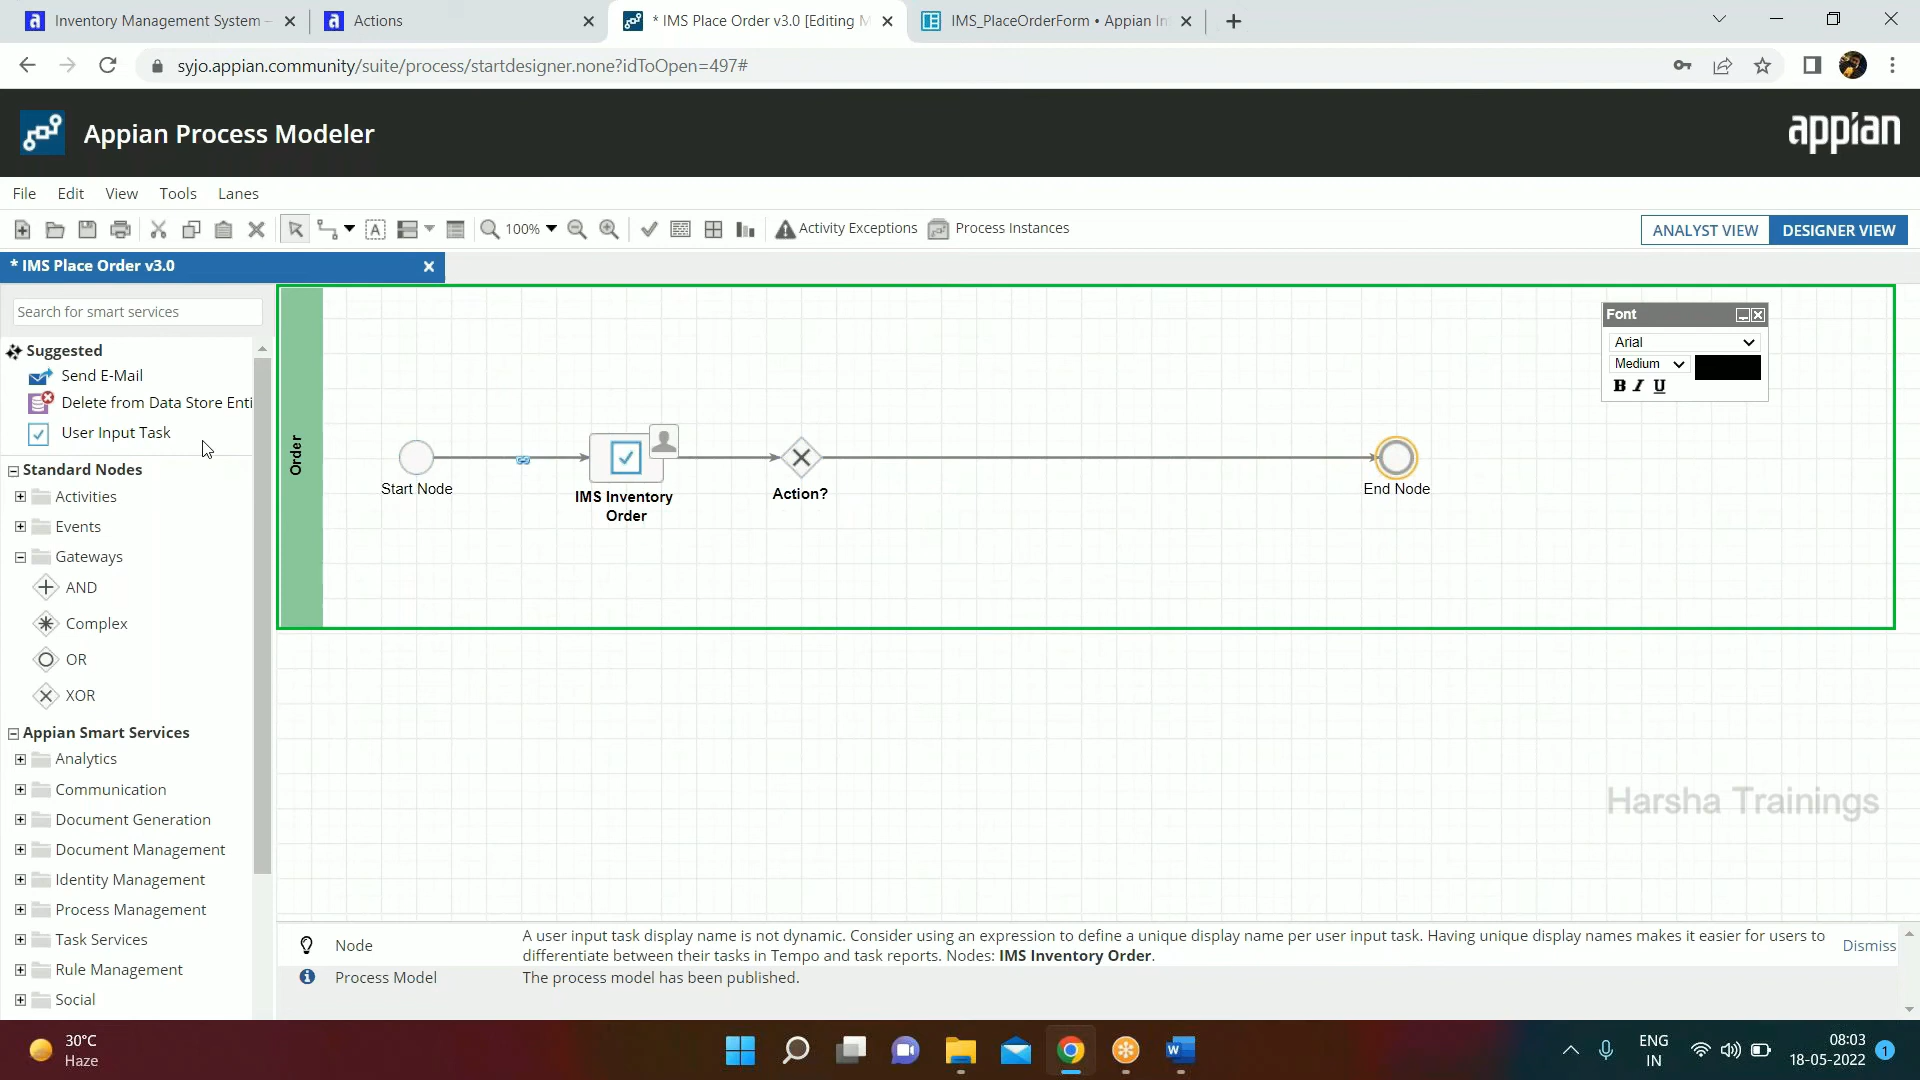 Inventory Management System -
Actions
* IMS Place Order v3.0 [Editing M
IMS_PlaceOrderForm • Appian In
syjo.appian.community/suite/process/startdesigner.none?idToOpen=497#
Appian Process Modeler
appian
File Edit View Tools Lanes
100%
Activity Exceptions
Process Instances
ANALYST VIEW
DESIGNER VIEW
* IMS Place Order v3.0
Search for smart services
Suggested
Send E-Mail
Delete from Data Store Enti
User Input Task
Standard Nodes
Activities
Events
Gateways
AND
Complex
OR
XOR
Appian Smart Services
Analytics
Communication
Document Generation
Document Management
Identity Management
Process Management
Task Services
Rule Management
Social
Order
Start Node
IMS Inventory
Order
Action?
End Node
Font
Arial
Medium
B I U
Harsha Trainings
Node
A user input task display name is not dynamic. Consider using an expression to define a unique display name per user input task. Having unique display names makes it easier for users to
differentiate between their tasks in Tempo and task reports. Nodes: IMS Inventory Order.
Dismiss
Process Model
The process model has been published.
30°C
Haze
ENG
IN
08:03
18-05-2022
1